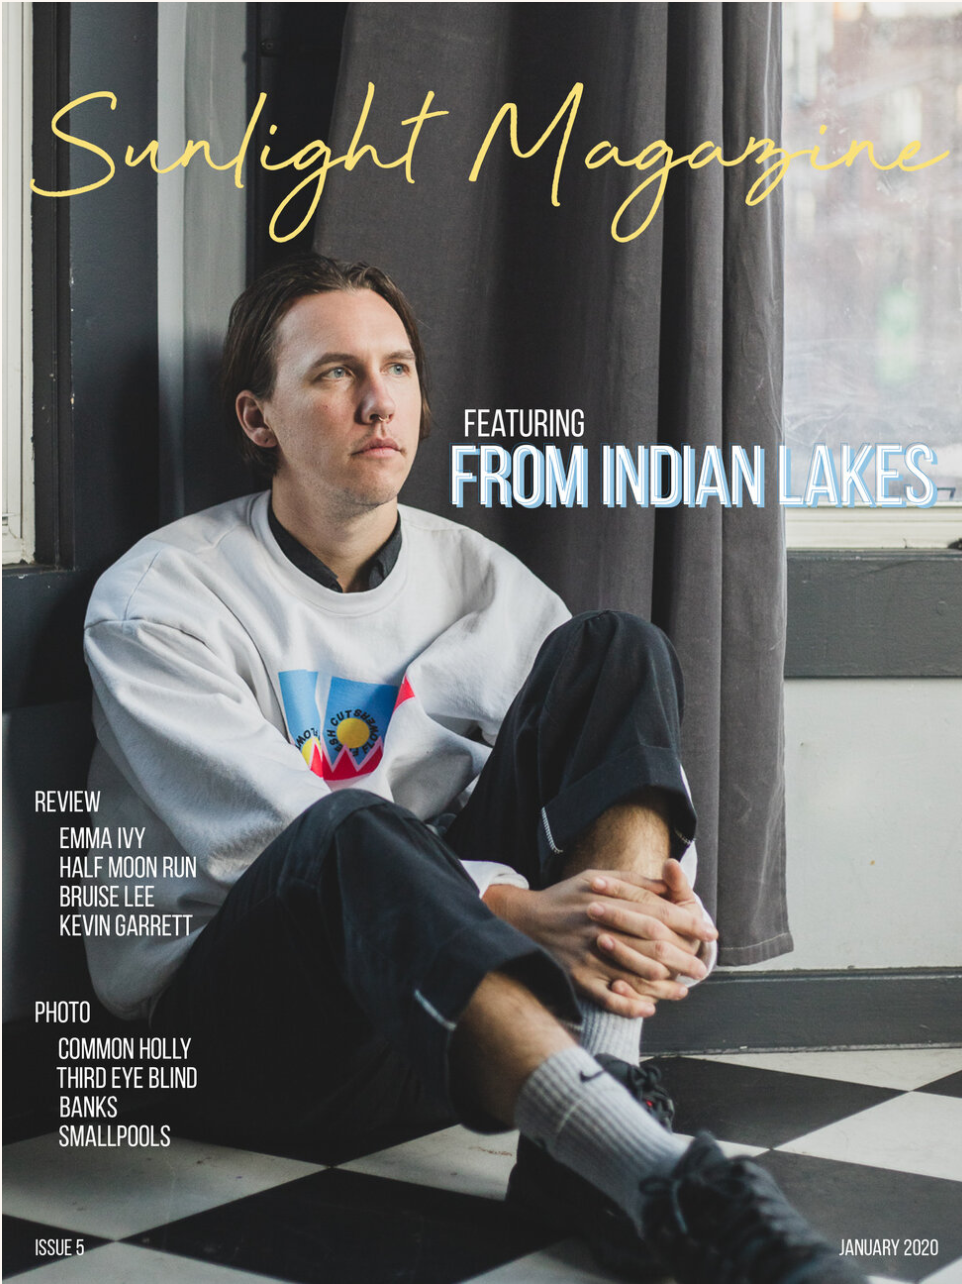 Sunlight Magazine
FEATURING
FROM INDIAN LAKES
REVIEW
EMMA IVY
HALF MOON RUN
BRUISE LEE
KEVIN GARRETT
PHOTO
COMMON HOLLY
THIRD EYE BLIND
BANKS
SMALLPOOLS
ISSUE 5
JANUARY 2020